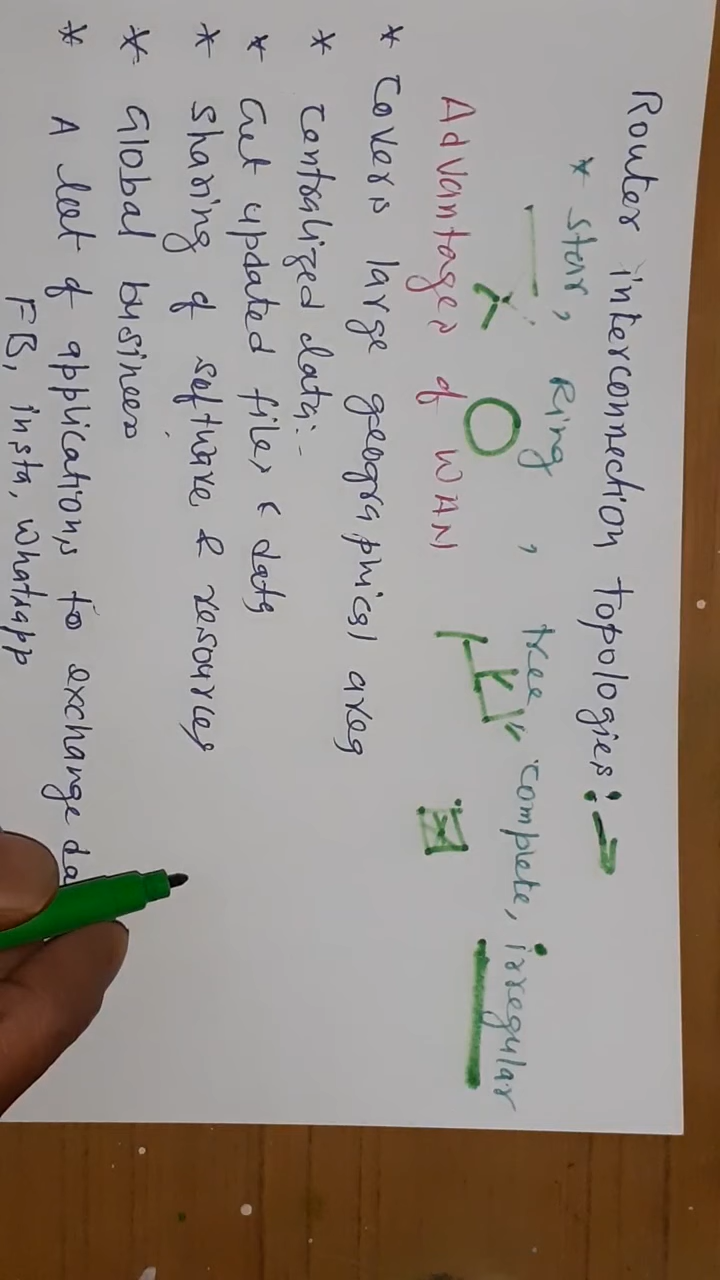 Router interconnection topologies:→
* star, Ring, tree, complete, irregular
Advantages of WAN
* Covers large geographical area
* Centralized data:-
* Get updated files & data
* Sharing of software & resources
* Global business
* A lot of applications to exchange da
FB, insta, whatsapp